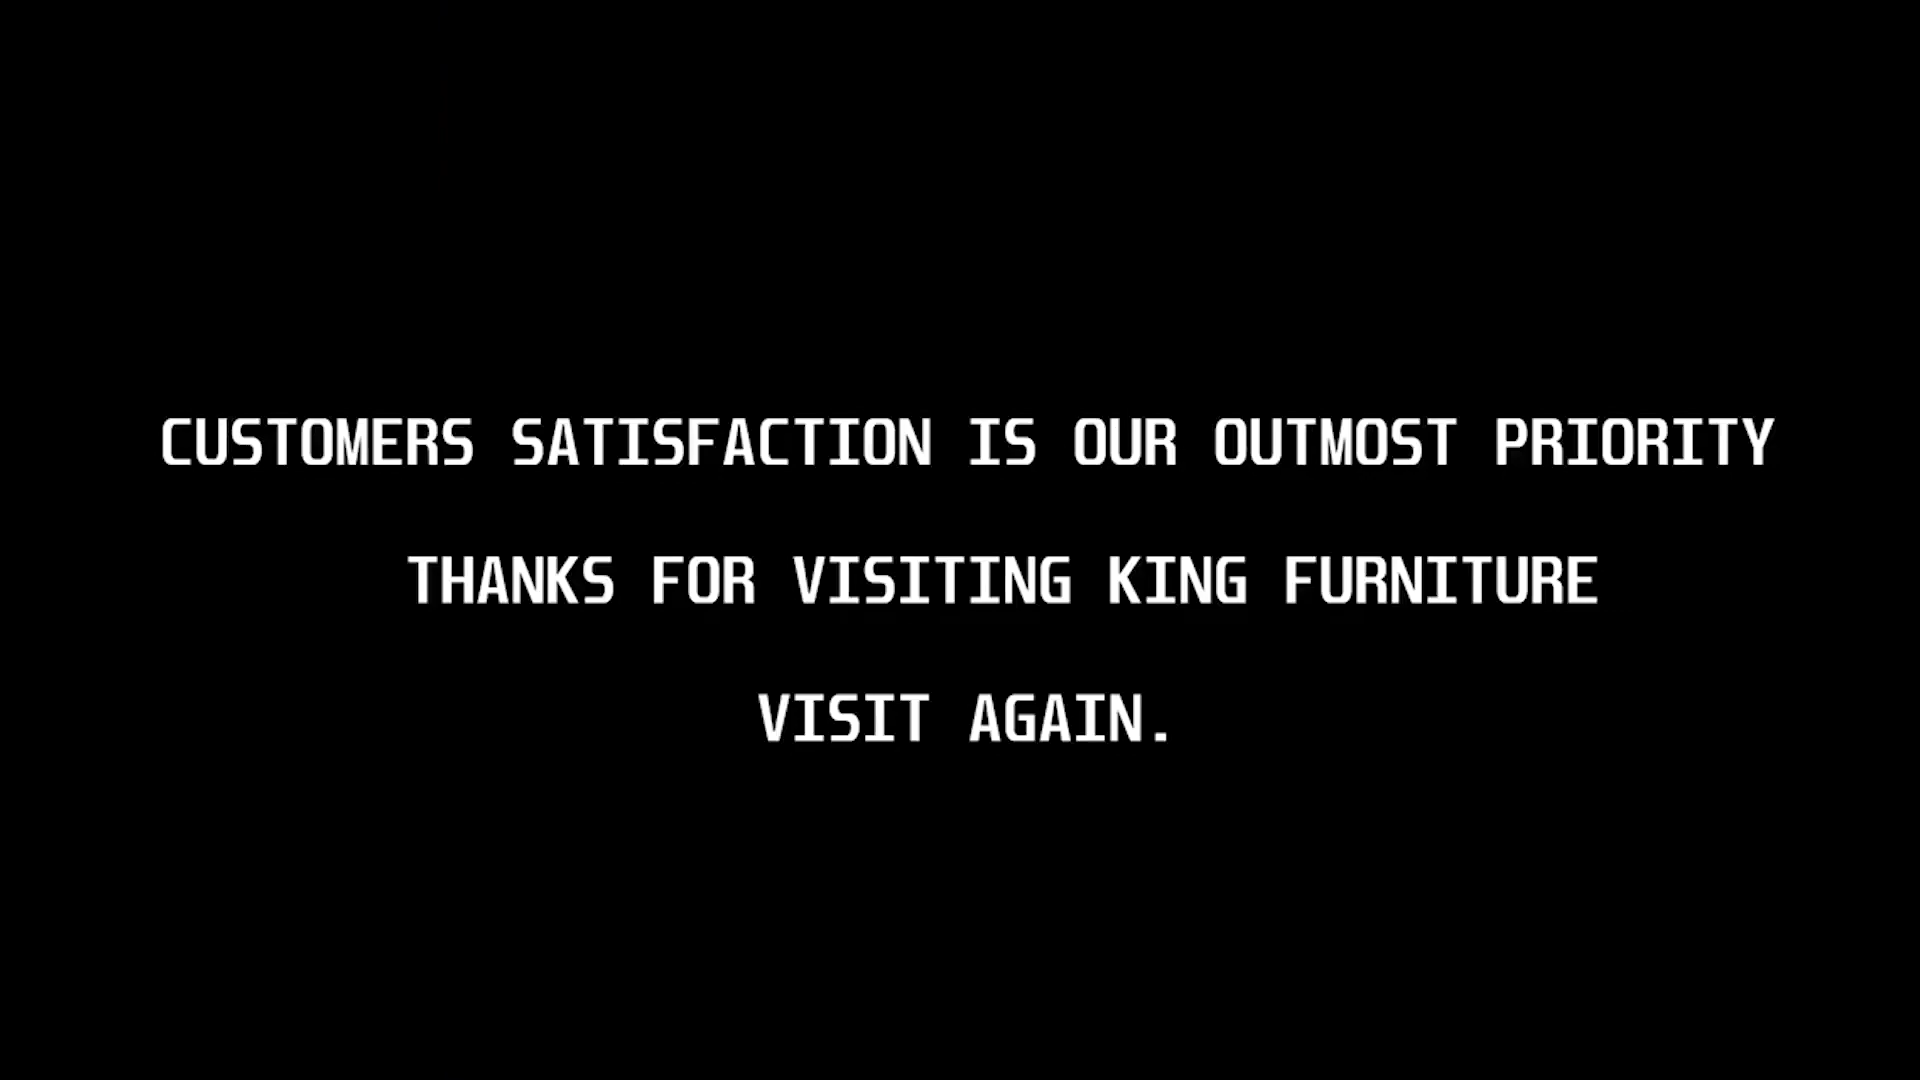 CUSTOMERS SATISFACTION IS OUR OUTMOST PRIORITY
THANKS FOR VISITING KING FURNITURE
VISIT AGAIN.